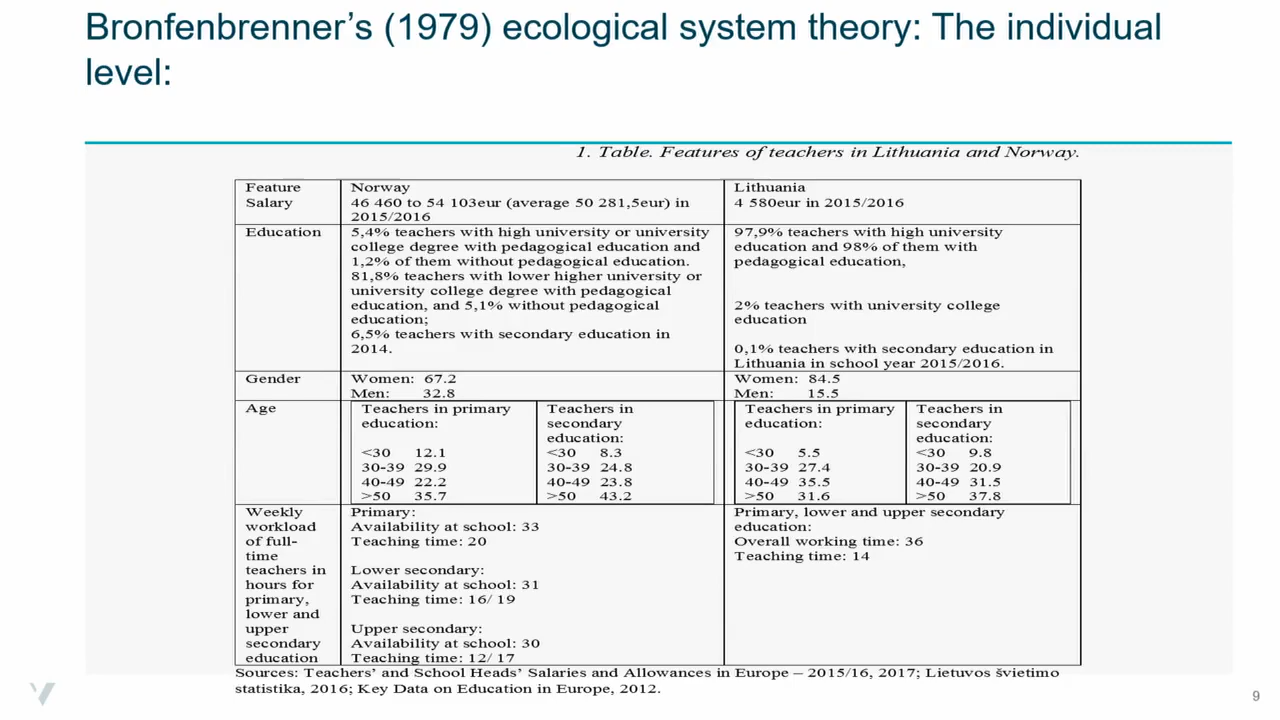 Bronfenbrenner's (1979) ecological system theory: The individual
level:
1. Table. Features of teachers in Lithuania and Norway.
Feature
Norway
Lithuania
Salary
46 460 to 54 103eur (average 50 281,5eur) in
2015/2016
4 580eur in 2015/2016
Education
5,4% teachers with high university or university
college degree with pedagogical education and
1,2% of them without pedagogical education.
81,8% teachers with lower higher university or
university college degree with pedagogical
education, and 5,1% without pedagogical
education;
6,5% teachers with secondary education in
2014.
97,9% teachers with high university
education and 98% of them with
pedagogical education,
2% teachers with university college
education
0,1% teachers with secondary education in
Lithuania in school year 2015/2016.
Gender
Women: 67.2
Men: 32.8
Women: 84.5
Men: 15.5
Age
Teachers in primary
education:
<30 12.1
30-39 29.9
40-49 22.2
>50 35.7
Teachers in
secondary
education:
<30 8.3
30-39 24.8
40-49 23.8
>50 43.2
Teachers in primary
education:
<30 5.5
30-39 27.4
40-49 35.5
>50 31.6
Teachers in
secondary
education:
<30 9.8
30-39 20.9
40-49 31.5
>50 37.8
Weekly
workload
of full-
time
teachers in
hours for
primary,
lower and
upper
secondary
education
Primary:
Availability at school: 33
Teaching time: 20
Lower secondary:
Availability at school: 31
Teaching time: 16/ 19
Upper secondary:
Availability at school: 30
Teaching time: 12/ 17
Primary, lower and upper secondary
education:
Overall working time: 36
Teaching time: 14
Sources: Teachers' and School Heads' Salaries and Allowances in Europe – 2015/16, 2017; Lietuvos švietimo
statistika, 2016; Key Data on Education in Europe, 2012.
9